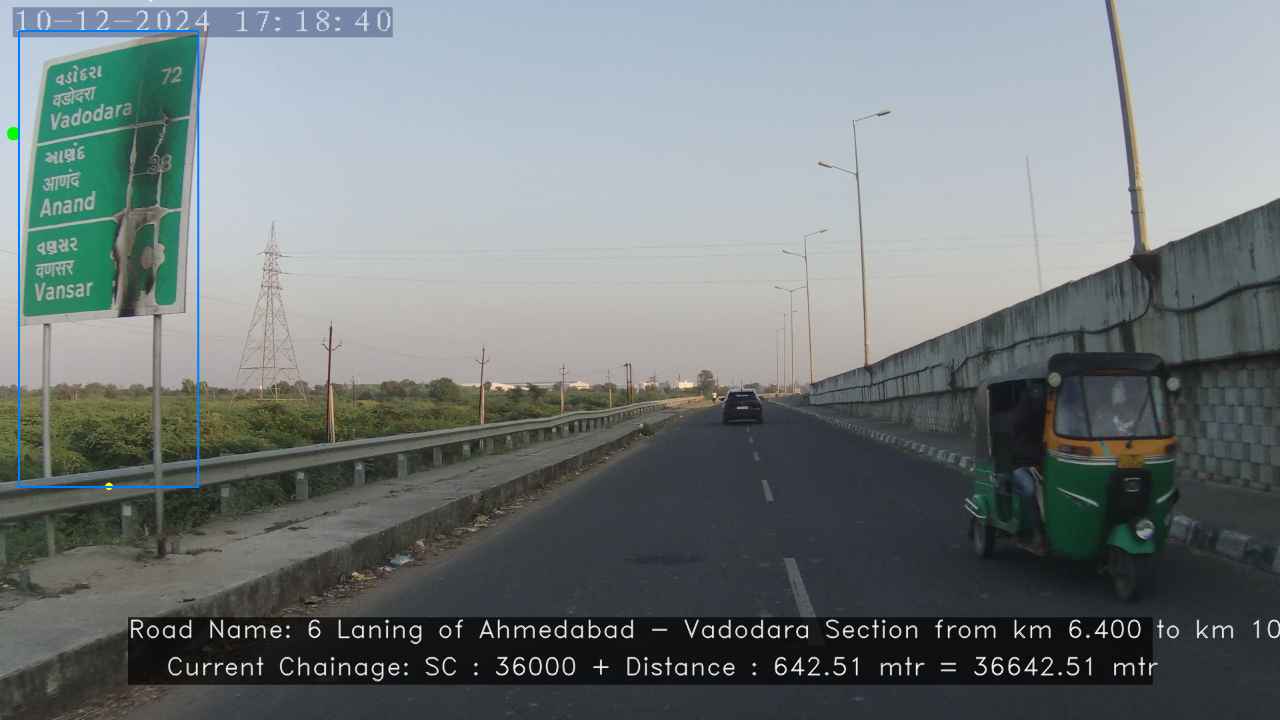 10-12-2024 17:18:40
વડોદરા 72
वडोदरा
Vadodara
આણંદ
आणंद 38
Anand
વણસર
वणसर
Vansar
Road Name: 6 Laning of Ahmedabad - Vadodara Section from km 6.400 to km 10
Current Chainage: SC : 36000 + Distance : 642.51 mtr = 36642.51 mtr